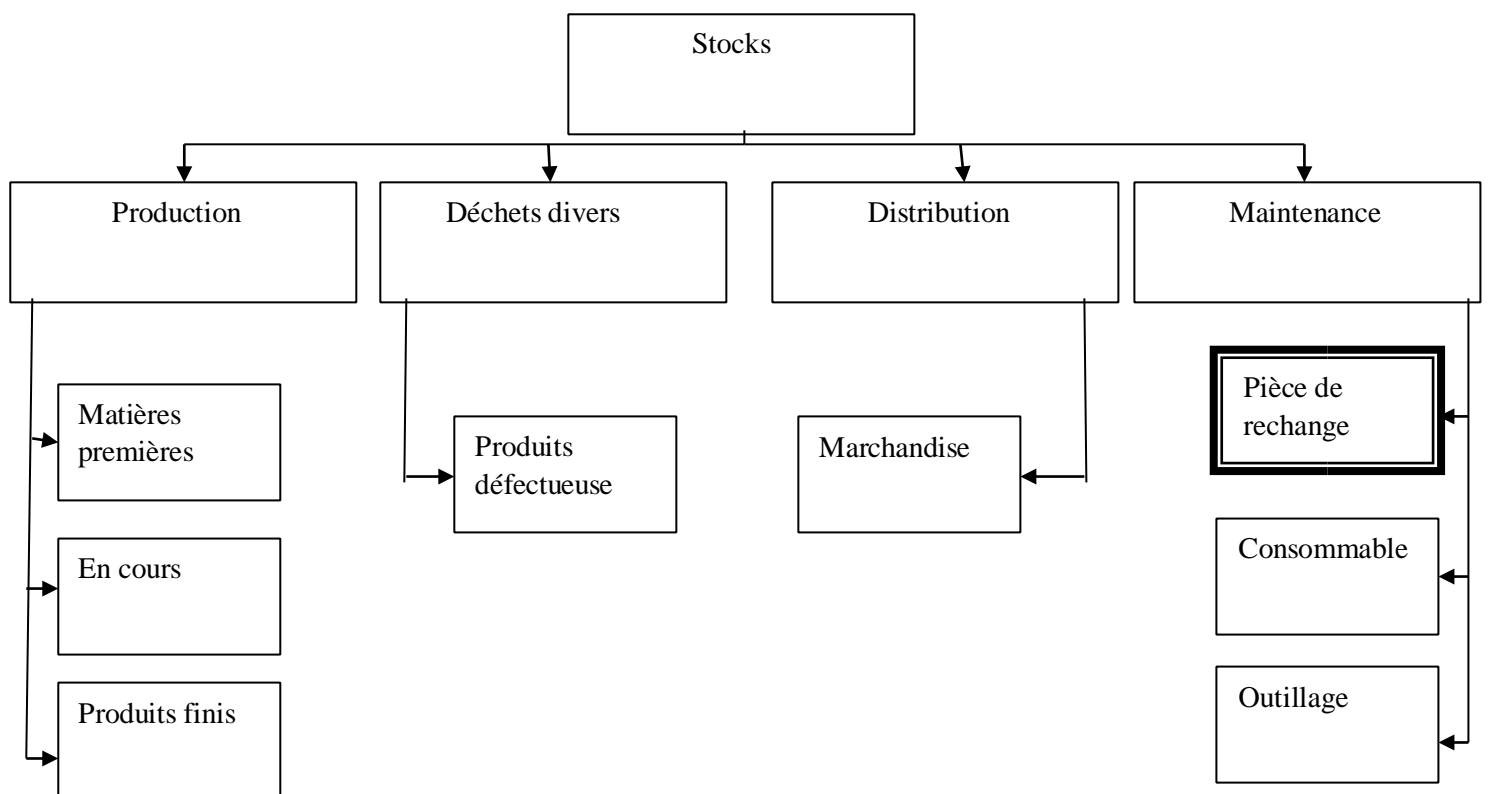 Stocks
Production
Déchets divers
Distribution
Maintenance
Matières
premières
En cours
Produits finis
Produits
défectueuse
Marchandise
Pièce de
rechange
Consommable
Outillage